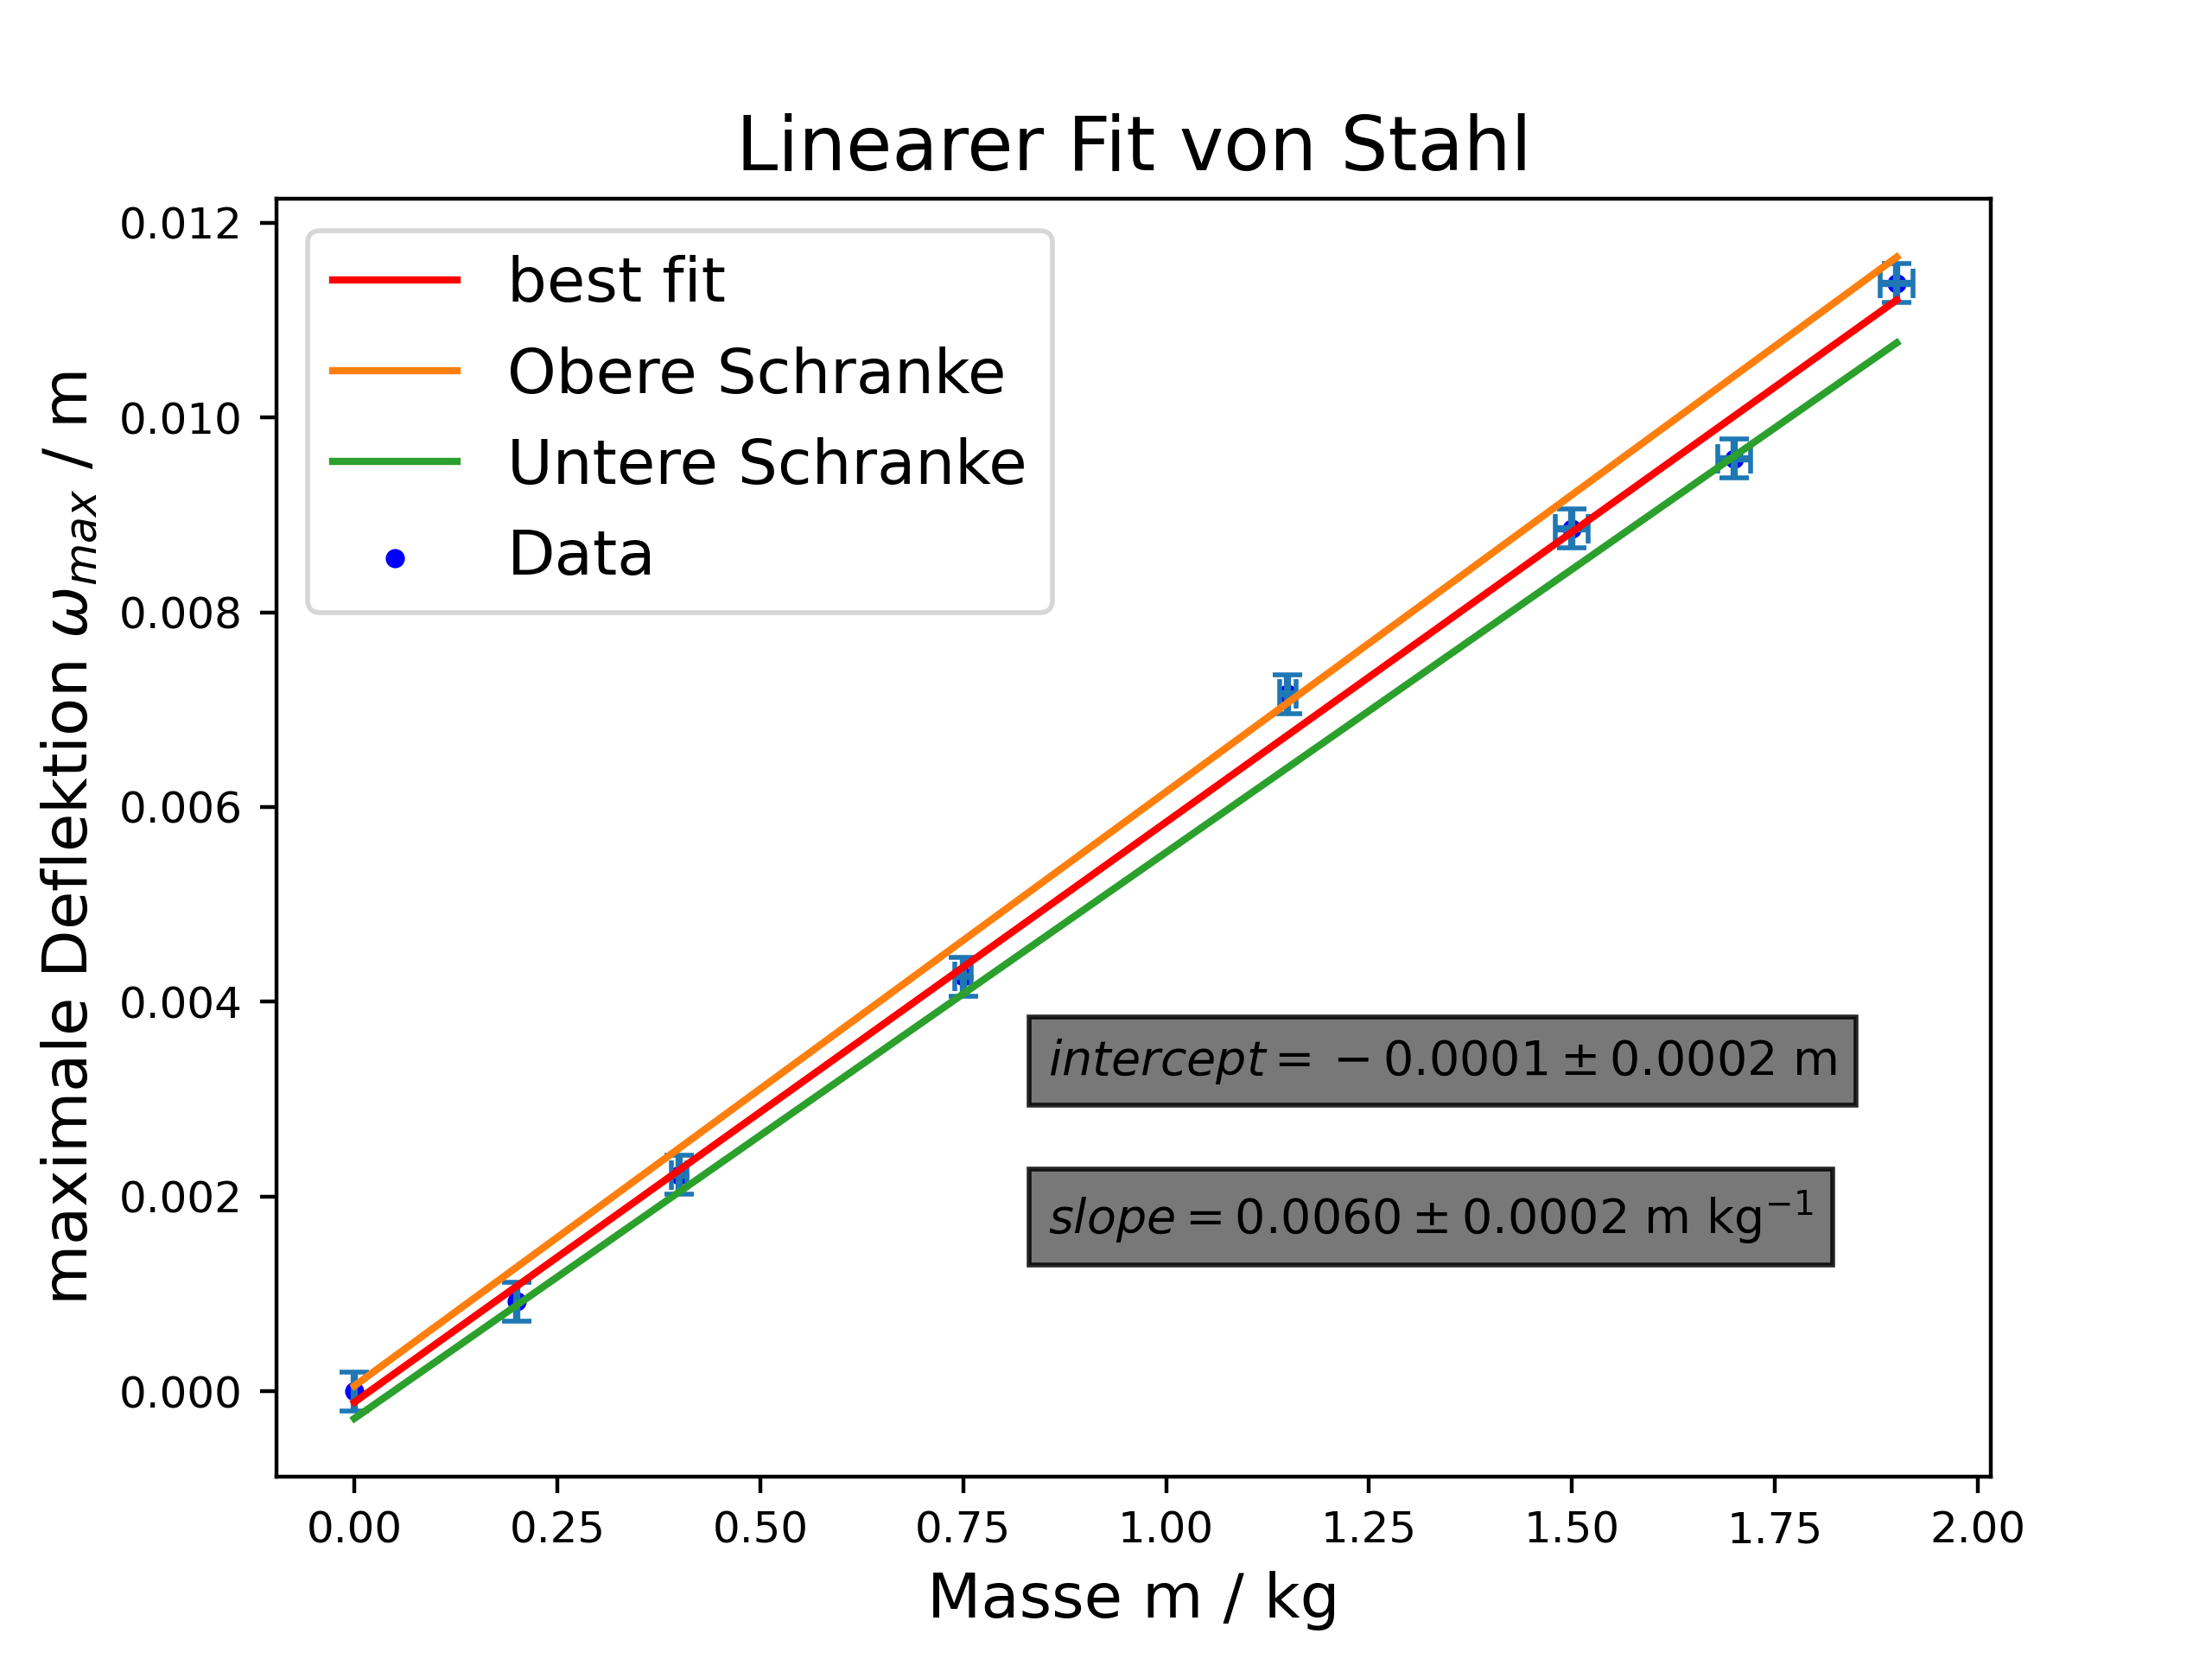 Linearer Fit von Stahl
maximale Deflektion ω_max / m
0.012
0.010
0.008
0.006
0.004
0.002
0.000
best fit
Obere Schranke
Untere Schranke
Data
intercept = − 0.0001 ± 0.0002 m
slope = 0.0060 ± 0.0002 m kg⁻¹
0.00 0.25 0.50 0.75 1.00 1.25 1.50 1.75 2.00
Masse m / kg